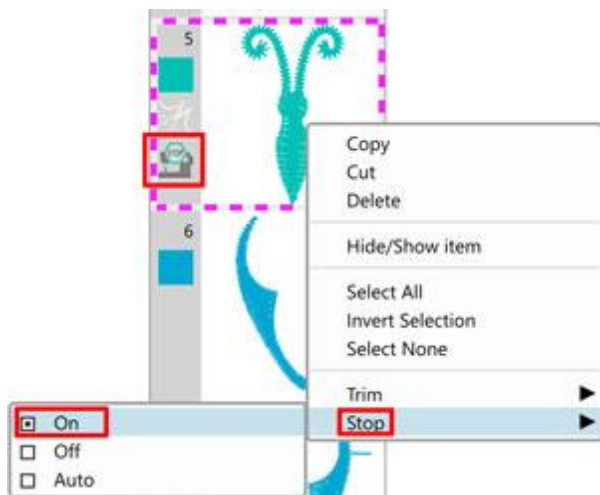 5
6
Copy
Cut
Delete
Hide/Show item
Select All
Invert Selection
Select None
Trim
Stop
On
Off
Auto